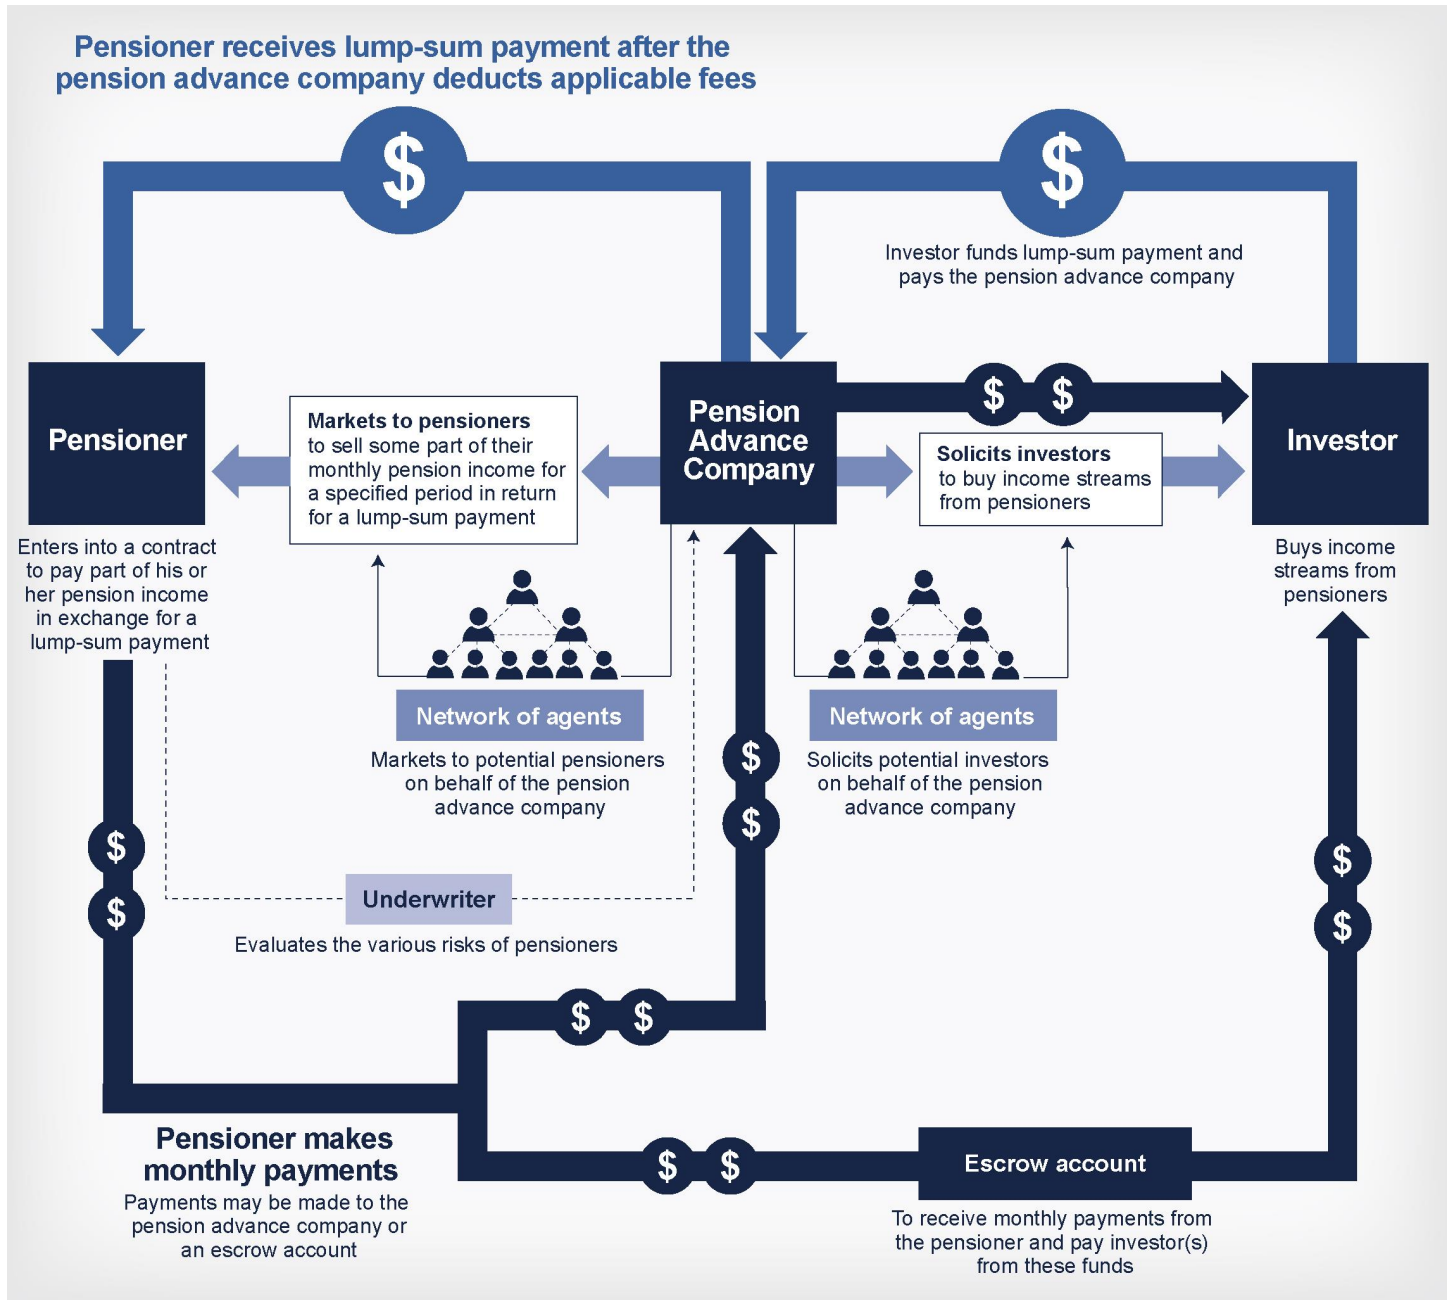 Pensioner receives lump-sum payment after the
pension advance company deducts applicable fees
$
$
Investor funds lump-sum payment and
pays the pension advance company
Pensioner
Markets to pensioners
to sell some part of their
monthly pension income for
a specified period in return
for a lump-sum payment
Pension
Advance
Company
$ $
Solicits investors
to buy income streams
from pensioners
Investor
Enters into a contract
to pay part of his or
her pension income
in exchange for a
lump-sum payment
Buys income
streams from
pensioners
Network of agents
Markets to potential pensioners
on behalf of the pension
advance company
Network of agents
Solicits potential investors
on behalf of the pension
advance company
$
$
$
$
$
$
Underwriter
Evaluates the various risks of pensioners
$ $
Pensioner makes
monthly payments
Payments may be made to the
pension advance company or
an escrow account
$ $
Escrow account
To receive monthly payments from
the pensioner and pay investor(s)
from these funds